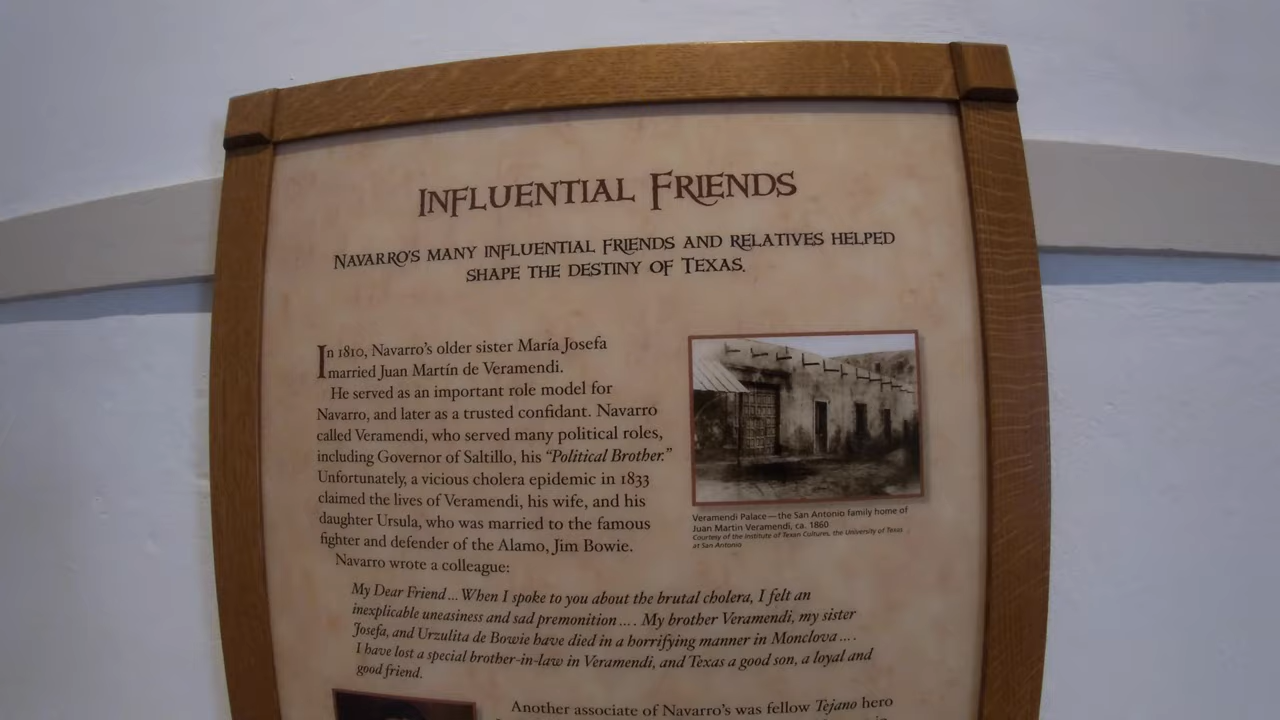 INFLUENTIAL FRIENDS
NAVARRO'S MANY INFLUENTIAL FRIENDS AND RELATIVES HELPED
SHAPE THE DESTINY OF TEXAS.
In 1810, Navarro's older sister María Josefa
married Juan Martín de Veramendi.
He served as an important role model for
Navarro, and later as a trusted confidant. Navarro
called Veramendi, who served many political roles,
including Governor of Saltillo, his "Political Brother."
Unfortunately, a vicious cholera epidemic in 1833
claimed the lives of Veramendi, his wife, and his
daughter Ursula, who was married to the famous
fighter and defender of the Alamo, Jim Bowie.
Navarro wrote a colleague:
Veramendi Palace—the San Antonio family home of
Juan Martin Veramendi, ca. 1860
Courtesy of the Institute of Texan Cultures, the University of Texas
at San Antonio
My Dear Friend... When I spoke to you about the brutal cholera, I felt an
inexplicable uneasiness and sad premonition .... My brother Veramendi, my sister
Josefa, and Urzulita de Bowie have died in a horrifying manner in Monclova ....
I have lost a special brother-in-law in Veramendi, and Texas a good son, a loyal and
good friend.
Another associate of Navarro's was fellow Tejano hero